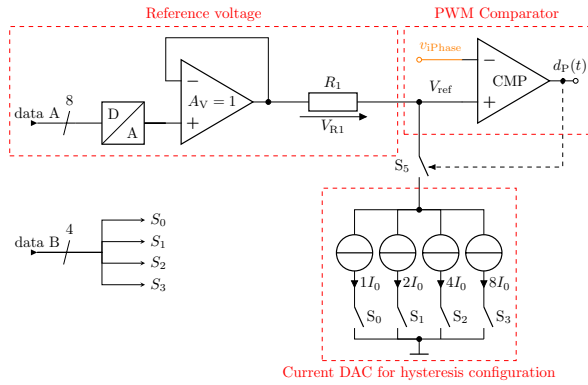 Reference voltage
PWM Comparator
v_iPhase
d_P(t)
−
−
CMP
8
D
R_1
V_ref
data A
A_V = 1
A
+
+
V_R1
S_5
4
S_0
data B
S_1
S_2
S_3
1I_0 2I_0 4I_0 8I_0
S_0 S_1 S_2 S_3
Current DAC for hysteresis configuration